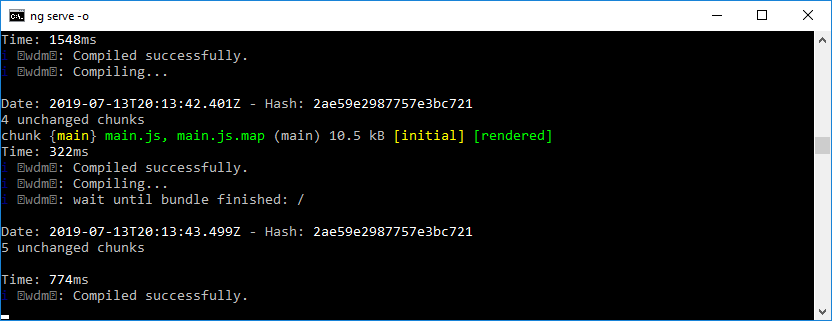 C:\. ng serve -o
Time: 1548ms
i ｢wdm｣: Compiled successfully.
i ｢wdm｣: Compiling...
Date: 2019-07-13T20:13:42.401Z - Hash: 2ae59e2987757e3bc721
4 unchanged chunks
chunk {main} main.js, main.js.map (main) 10.5 kB [initial] [rendered]
Time: 322ms
i ｢wdm｣: Compiled successfully.
i ｢wdm｣: Compiling...
i ｢wdm｣: wait until bundle finished: /
Date: 2019-07-13T20:13:43.499Z - Hash: 2ae59e2987757e3bc721
5 unchanged chunks
Time: 774ms
i ｢wdm｣: Compiled successfully.